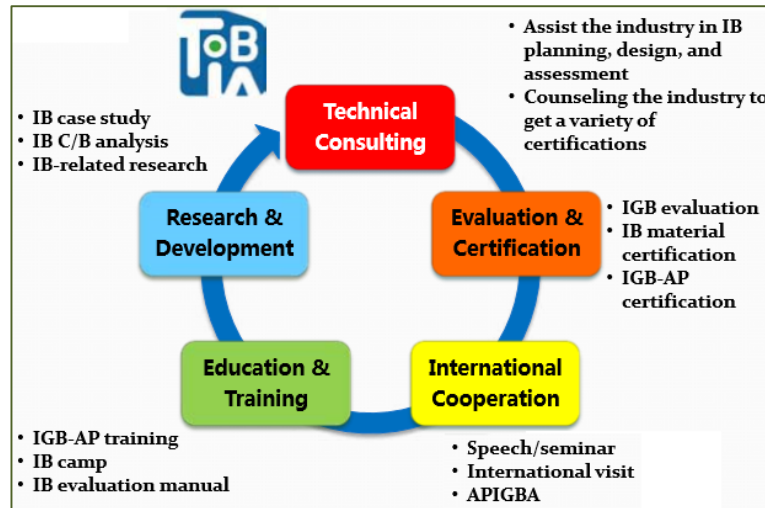 ToBIA
Technical
Consulting
• Assist the industry in IB
planning, design, and
assessment
• Counseling the industry to
get a variety of
certifications
Evaluation &
Certification
• IGB evaluation
• IB material
certification
• IGB-AP
certification
International
Cooperation
• Speech/seminar
• International visit
• APIGBA
Education &
Training
• IGB-AP training
• IB camp
• IB evaluation manual
Research &
Development
• IB case study
• IB C/B analysis
• IB-related research